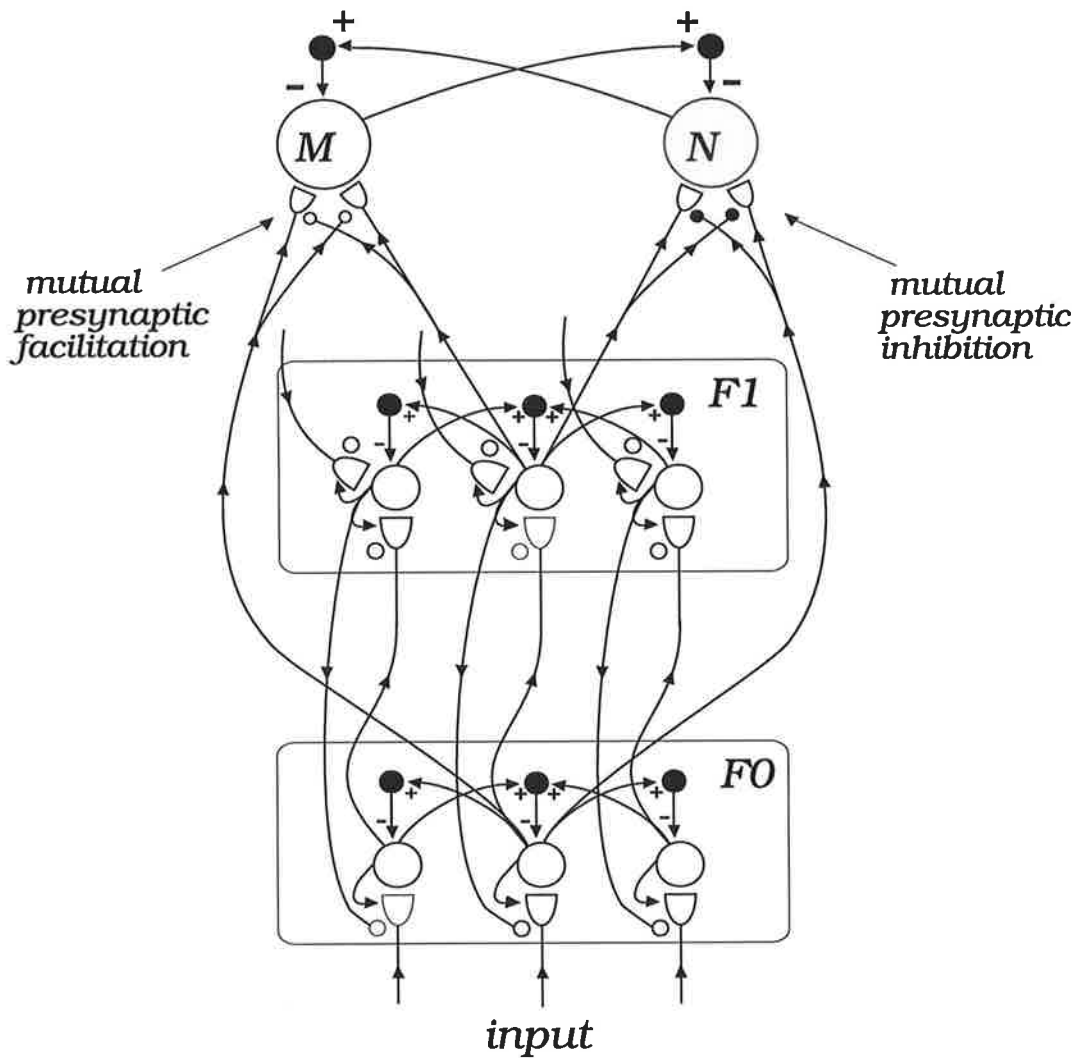 + +
- -
M N
mutual
presynaptic
facilitation
mutual
presynaptic
inhibition
F1
+ + + +
- - -
F0
+ + + +
- - -
input